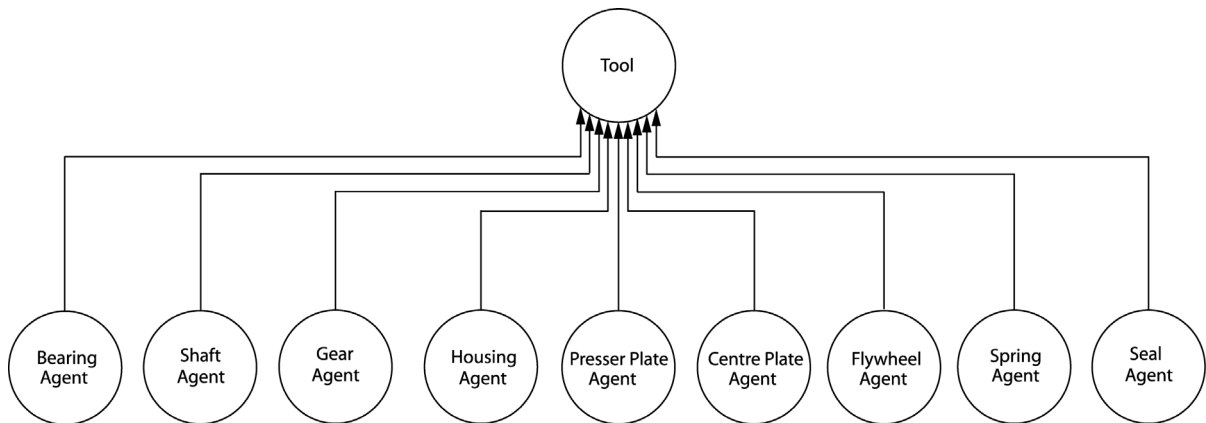 Tool
Bearing
Agent
Shaft
Agent
Gear
Agent
Housing
Agent
Presser Plate
Agent
Centre Plate
Agent
Flywheel
Agent
Spring
Agent
Seal
Agent